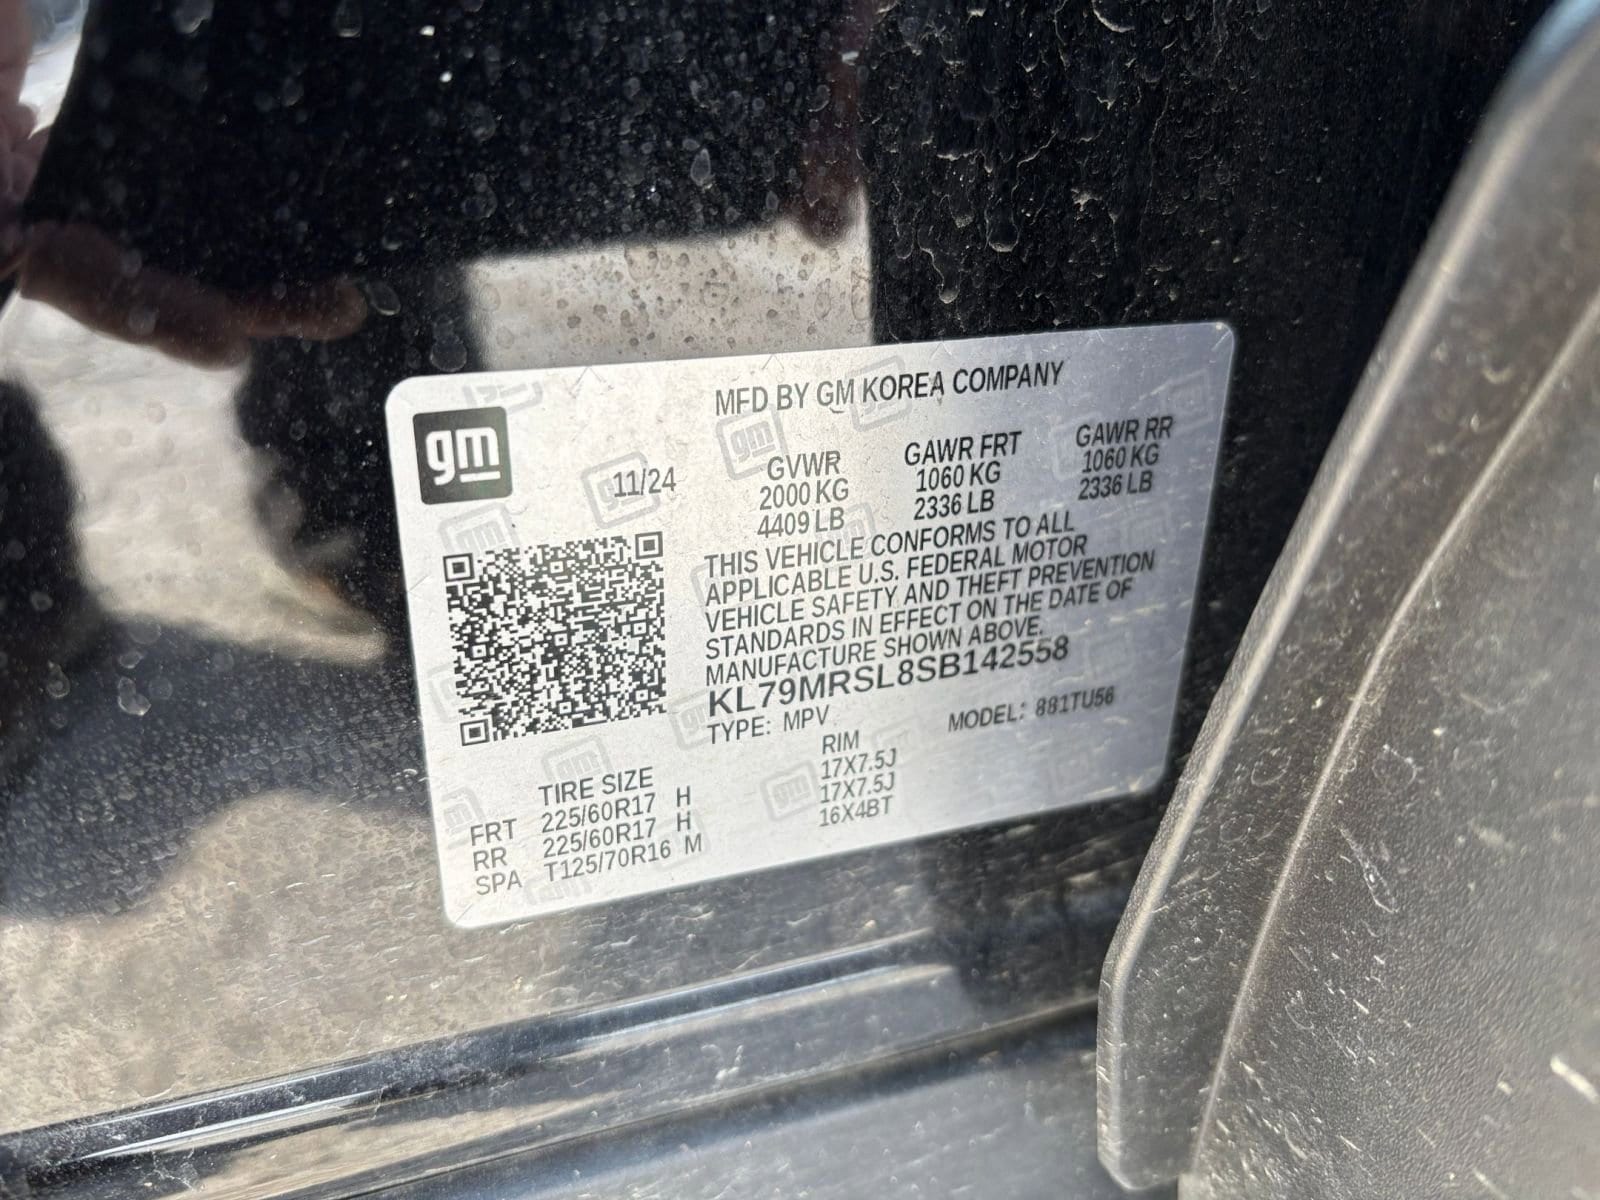 gm
MFD BY GM KOREA COMPANY
11/24
GVWR GAWR FRT GAWR RR
2000 KG 1060 KG 1060 KG
4409 LB 2336 LB 2336 LB
THIS VEHICLE CONFORMS TO ALL
APPLICABLE U.S. FEDERAL MOTOR
VEHICLE SAFETY AND THEFT PREVENTION
STANDARDS IN EFFECT ON THE DATE OF
MANUFACTURE SHOWN ABOVE.
KL79MRSL8SB142558
TYPE: MPV MODEL: 881TU56
TIRE SIZE RIM
FRT 225/60R17 H 17X7.5J
RR 225/60R17 H 17X7.5J
SPA T125/70R16 M 16X4BT